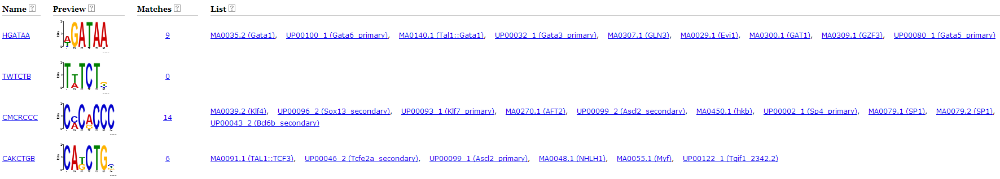 Name ? Preview ? Matches ? List ?
HGATAA 9 MA0035.2 (Gata1), UP00100_1 (Gata6_primary), MA0140.1 (Tal1::Gata1), UP00032_1 (Gata3_primary), MA0307.1 (GLN3), MA0029.1 (Evi1), MA0300.1 (GAT1), MA0309.1 (GZF3), UP00080_1 (Gata5_primary)
TWTCTB 0
CMCRCCC 14 MA0039.2 (Klf4), UP00096_2 (Sox13_secondary), UP00093_1 (Klf7_primary), MA0270.1 (AFT2), UP00099_2 (Ascl2_secondary), MA0450.1 (hkb), UP00002_1 (Sp4_primary), MA0079.1 (SP1), MA0079.2 (SP1),
UP00043_2 (Bcl6b_secondary)
CAKCTGB 6 MA0091.1 (TAL1::TCF3), UP00046_2 (Tcfe2a_secondary), UP00099_1 (Ascl2_primary), MA0048.1 (NHLH1), MA0055.1 (Myf), UP00122_1 (Tgif1_2342.2)